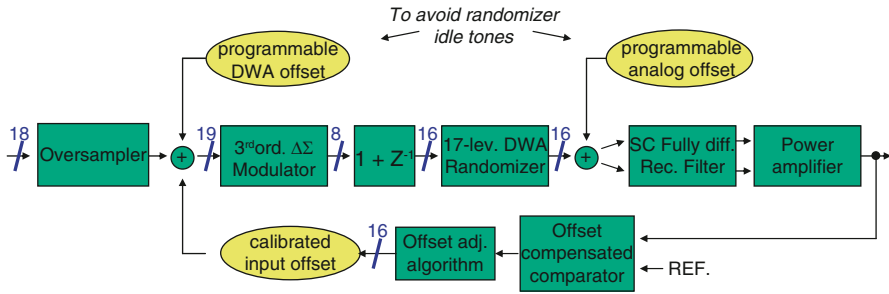 To avoid randomizer
idle tones
programmable
DWA offset
programmable
analog offset
18
Oversampler
+
19
3rd ord. ΔΣ
Modulator
8
1 + Z-1
16
17-lev. DWA
Randomizer
16
+
SC Fully diff.
Rec. Filter
Power
amplifier
calibrated
input offset
16
Offset adj.
algorithm
Offset
compensated
comparator
REF.